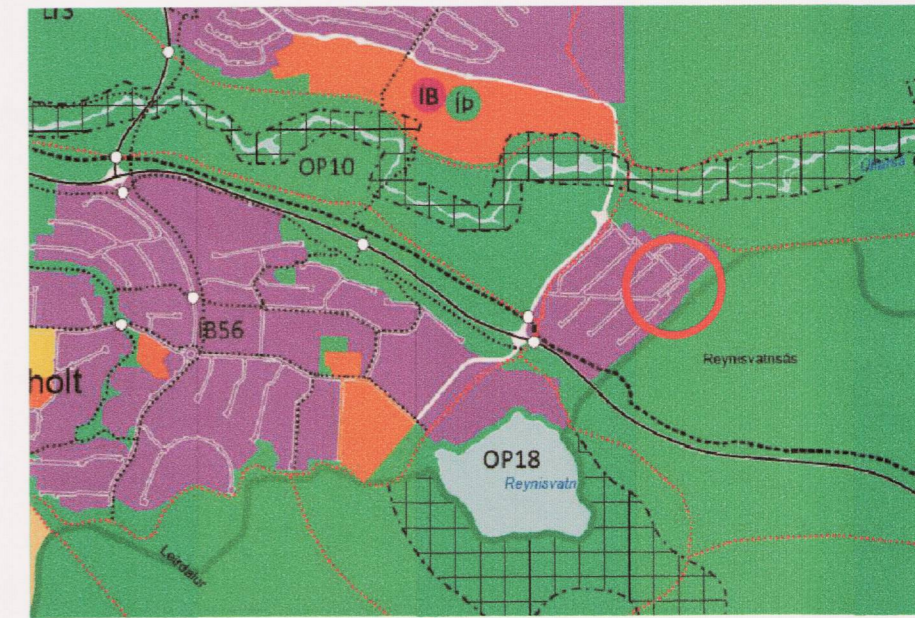 ÍB
ÍÞ
OP10
ÍB56
holt
Reynisvatnsás
OP18
Reynisvatn
Leirdalur